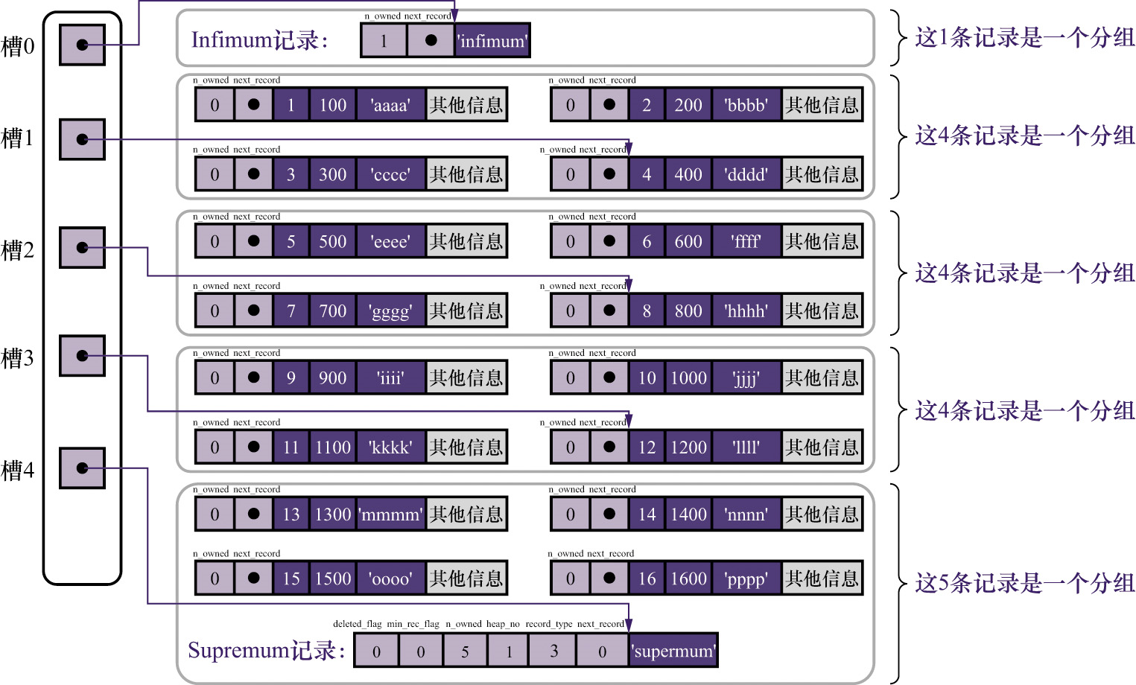 槽0
n_owned next_record
Infimum记录： 1 'infimum'
这1条记录是一个分组
n_owned next_record n_owned next_record
0 1 100 'aaaa' 其他信息 0 2 200 'bbbb' 其他信息
槽1
这4条记录是一个分组
n_owned next_record n_owned next_record
0 3 300 'cccc' 其他信息 0 4 400 'dddd' 其他信息
n_owned next_record n_owned next_record
0 5 500 'eeee' 其他信息 0 6 600 'ffff' 其他信息
槽2
这4条记录是一个分组
n_owned next_record n_owned next_record
0 7 700 'gggg' 其他信息 0 8 800 'hhhh' 其他信息
n_owned next_record n_owned next_record
0 9 900 'iiii' 其他信息 0 10 1000 'jjjj' 其他信息
槽3
这4条记录是一个分组
n_owned next_record n_owned next_record
0 11 1100 'kkkk' 其他信息 0 12 1200 'llll' 其他信息
槽4
n_owned next_record n_owned next_record
0 13 1300 'mmmm' 其他信息 0 14 1400 'nnnn' 其他信息
n_owned next_record n_owned next_record
0 15 1500 'oooo' 其他信息 0 16 1600 'pppp' 其他信息
这5条记录是一个分组
deleted_flag min_rec_flag n_owned heap_no record_type next_record
Supremum记录： 0 0 5 1 3 0 'supermum'